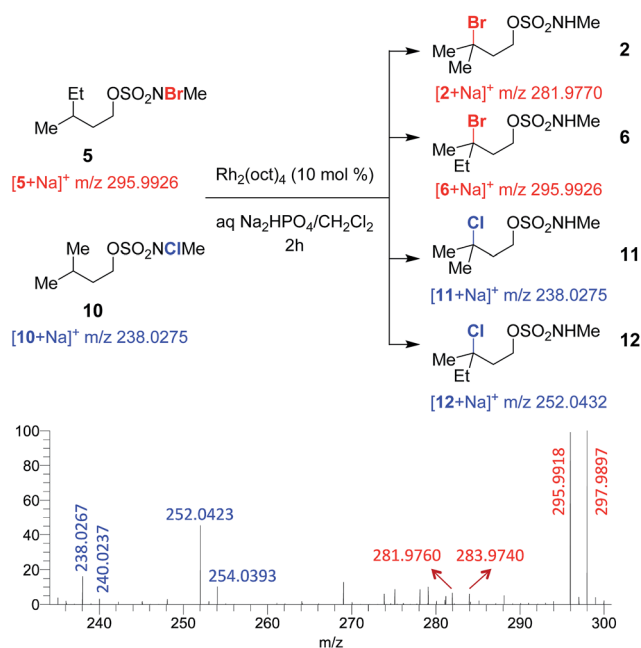 Et
OSO₂NBrMe
Me
5
[5+Na]⁺ m/z 295.9926
Me
OSO₂NClMe
Me
10
[10+Na]⁺ m/z 238.0275
Rh₂(oct)₄ (10 mol %)
aq Na₂HPO₄/CH₂Cl₂
2h
Br
OSO₂NHMe
2
Me
Me
[2+Na]⁺ m/z 281.9770
Br
OSO₂NHMe
6
Me
Et
[6+Na]⁺ m/z 295.9926
Cl
OSO₂NHMe
11
Me
Me
[11+Na]⁺ m/z 238.0275
Cl
OSO₂NHMe
12
Me
Et
[12+Na]⁺ m/z 252.0432
100
80
60
40
20
0
238.0267
240.0237
252.0423
254.0393
281.9760
283.9740
295.9918
297.9897
240
250
260
270
280
290
300
m/z